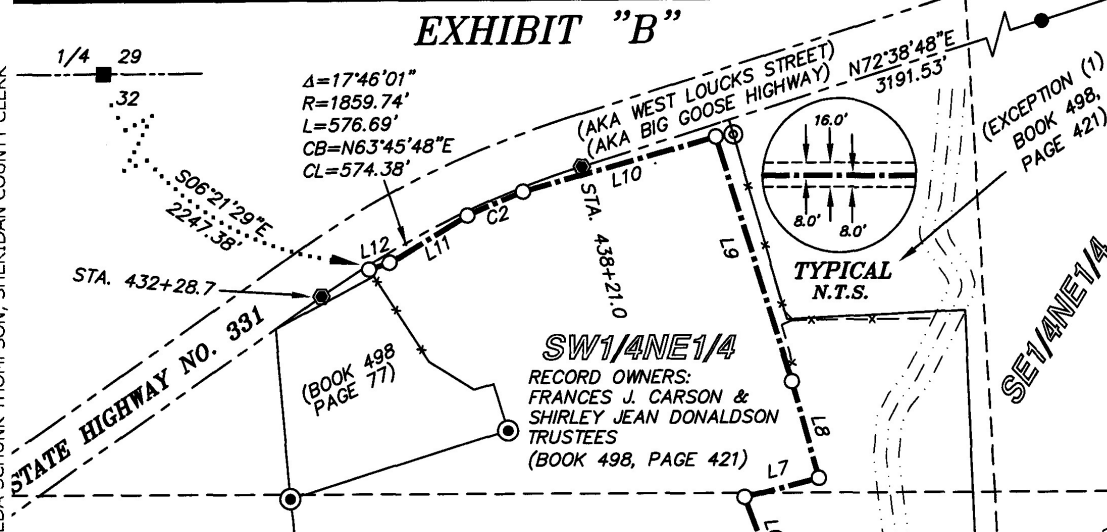 EXHIBIT "B"
1/4 29
32
Δ=17°46'01"
R=1859.74'
L=576.69'
CB=N63°45'48"E
CL=574.38'
(AKA WEST LOUCKS STREET)
(AKA BIG GOOSE HIGHWAY)
N72°38'48"E
3191.53'
(EXCEPTION (1)
BOOK 498,
PAGE 421)
16.0'
8.0'
8.0'
TYPICAL
N.T.S.
S06°21'29"E
2247.38'
L12
L11
C2
L10
L9
STA. 432+28.7
STA. 438+21.0
STATE HIGHWAY NO. 331
(BOOK 498
PAGE 77)
SW1/4NE1/4
RECORD OWNERS:
FRANCES J. CARSON &
SHIRLEY JEAN DONALDSON
TRUSTEES
(BOOK 498, PAGE 421)
SE1/4NE1/4
L8
L7
SHERIDAN COUNTY CLERK